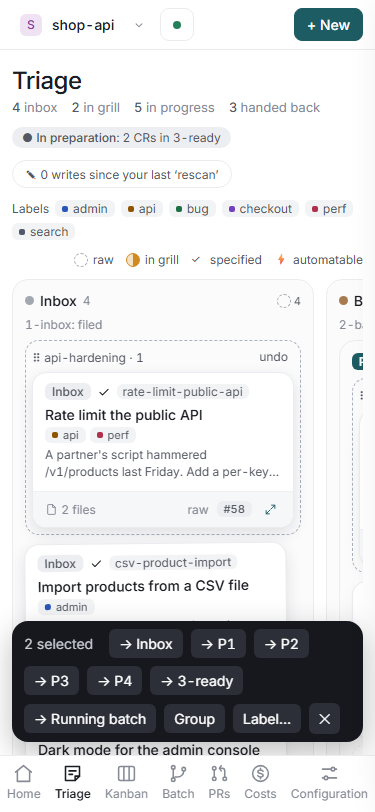 S shop-api + New
Triage
4 inbox 2 in grill 5 in progress 3 handed back
In preparation: 2 CRs in 3-ready
0 writes since your last ‘rescan’
Labels admin api bug checkout perf
search
raw in grill specified automatable
Inbox 4 4
1-inbox: filed
api-hardening · 1 undo
Inbox rate-limit-public-api
Rate limit the public API
api perf
A partner's script hammered
/v1/products last Friday. Add a per-key...
2 files raw #58
Inbox csv-product-import
Import products from a CSV file
admin
2 selected → Inbox → P1 → P2
→ P3 → P4 → 3-ready
→ Running batch Group Label...
Dark mode for the admin console
Home Triage Kanban Batch PRs Costs Configuration